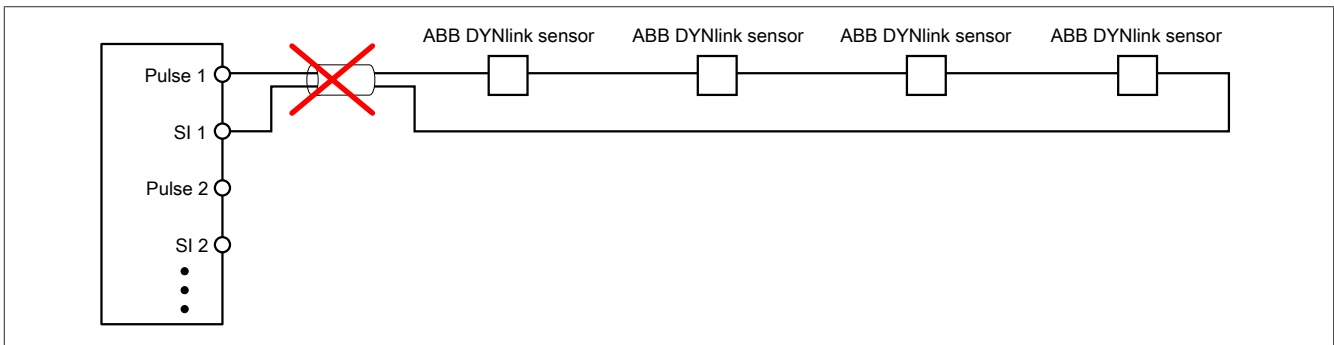 ABB DYNlink sensor ABB DYNlink sensor ABB DYNlink sensor ABB DYNlink sensor
Pulse 1
SI 1
Pulse 2
SI 2